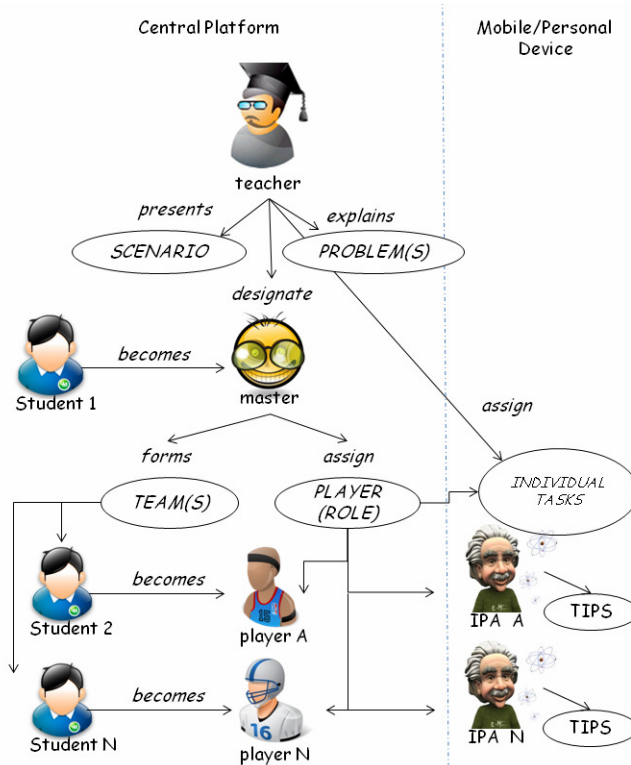 Central Platform
Mobile/Personal
Device
teacher
presents
explains
SCENARIO
PROBLEM(S)
designate
Student 1
becomes
master
assign
forms
assign
TEAM(S)
PLAYER
(ROLE)
INDIVIDUAL
TASKS
Student 2
becomes
15
player A
IPA A
TIPS
Student N
becomes
16
player N
IPA N
TIPS